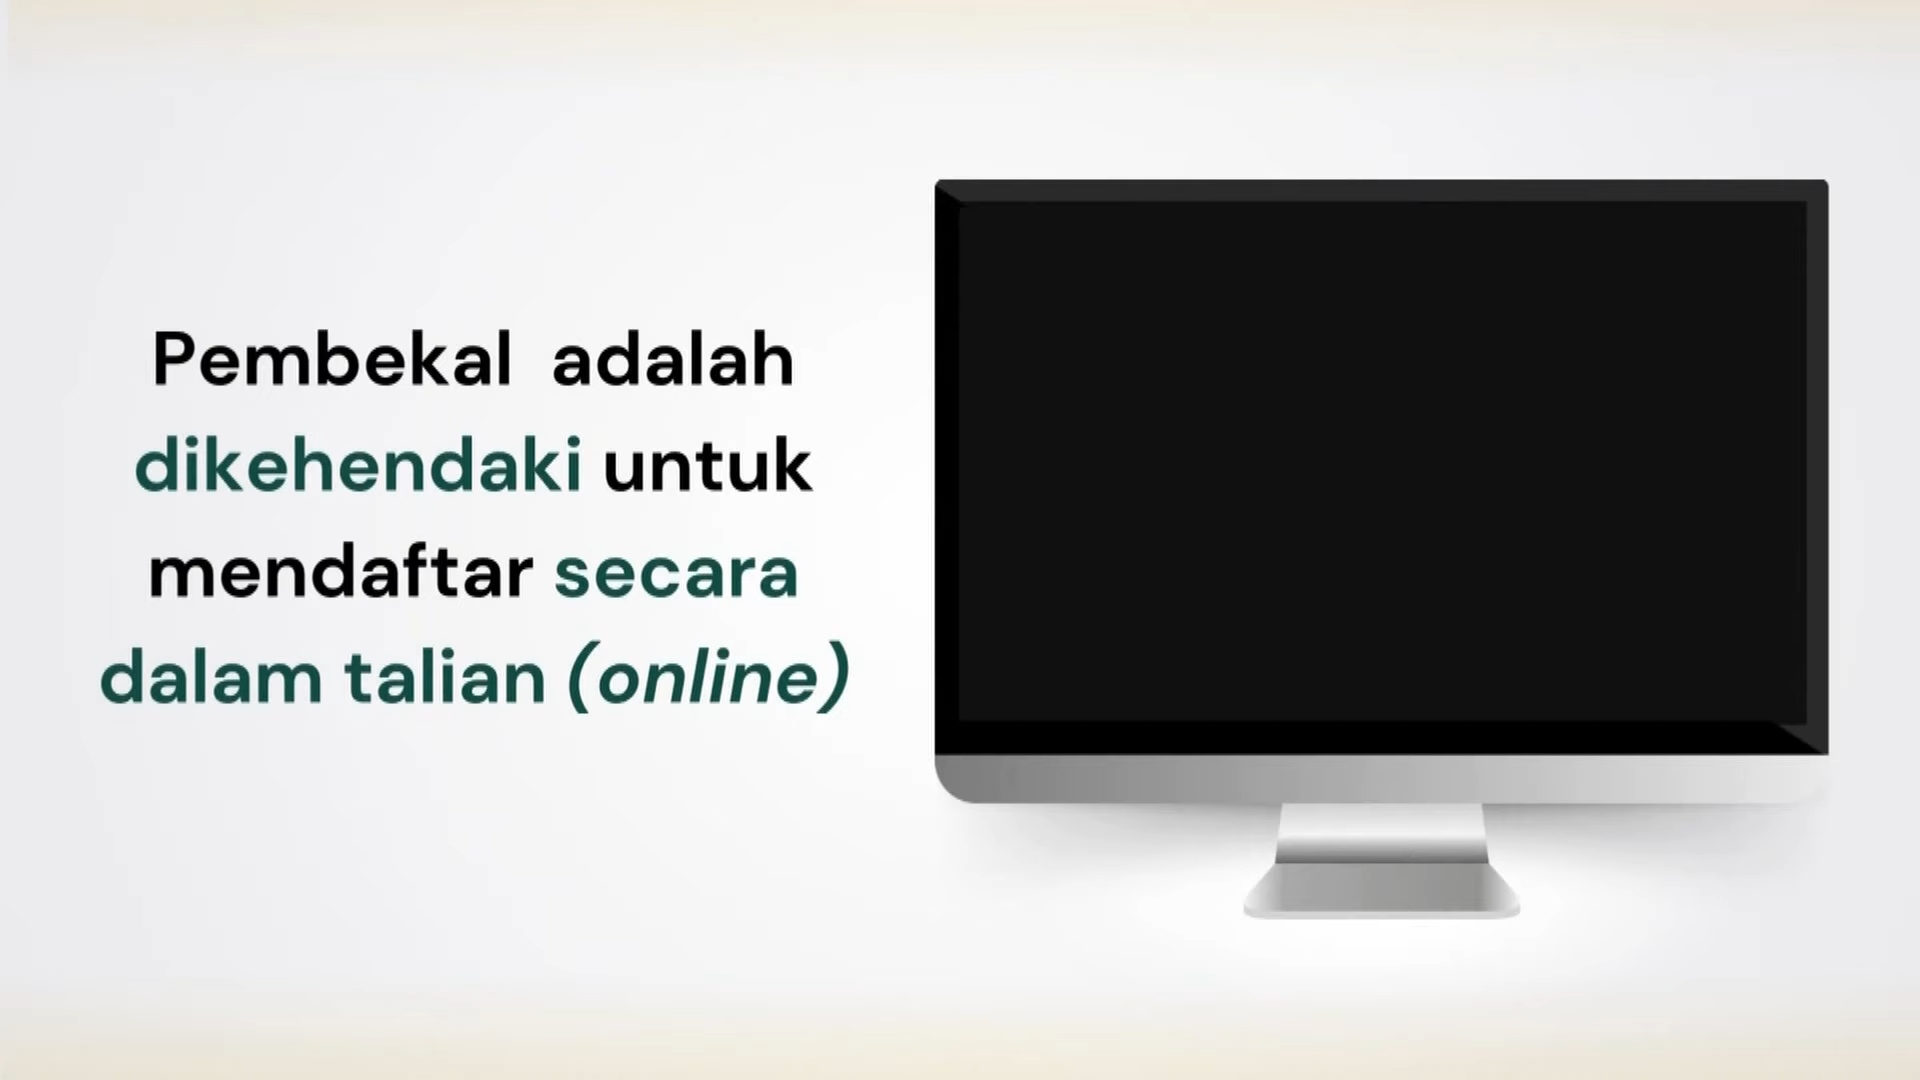 Pembekal adalah
dikehendaki untuk
mendaftar secara
dalam talian (online)